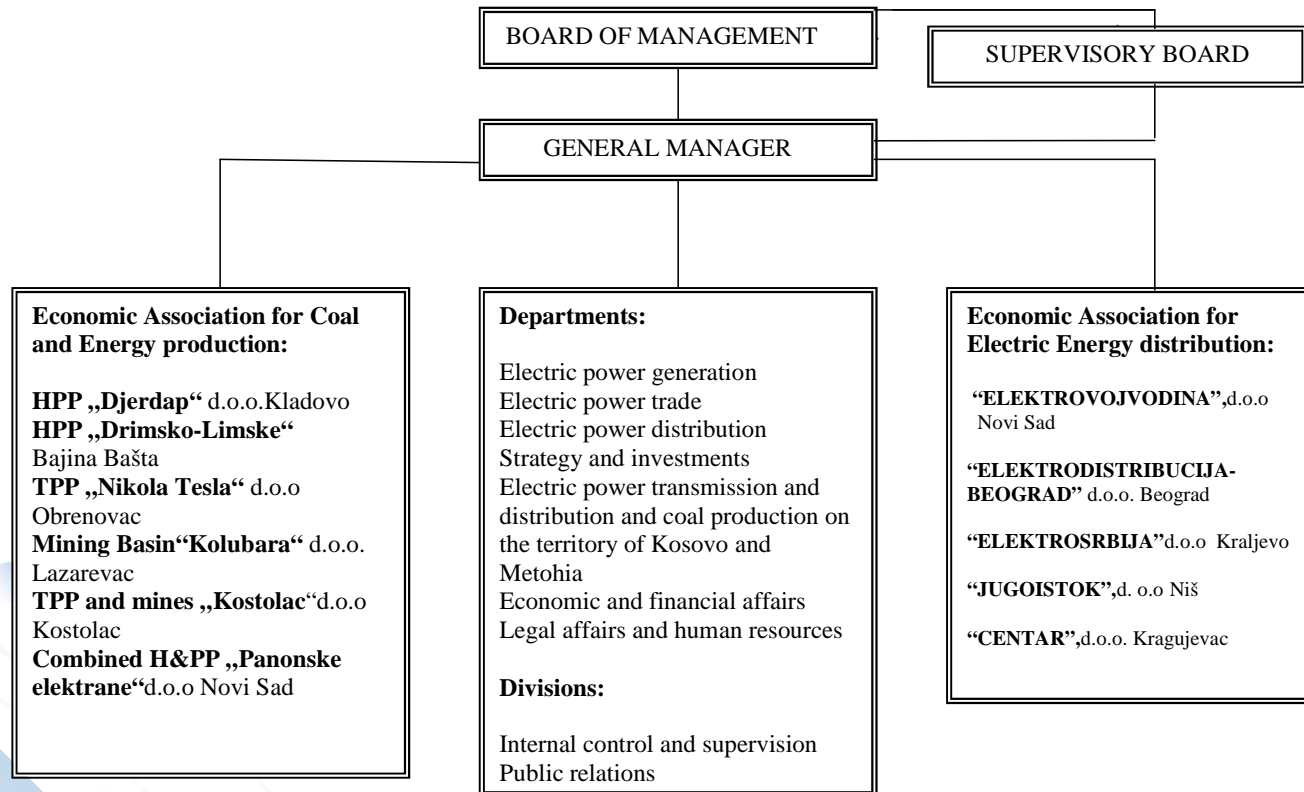 BOARD OF MANAGEMENT
SUPERVISORY BOARD
GENERAL MANAGER
Economic Association for Coal
and Energy production:
HPP „Djerdap“ d.o.o.Kladovo
HPP „Drimsko-Limske“
Bajina Bašta
TPP „Nikola Tesla“ d.o.o
Obrenovac
Mining Basin“Kolubara“ d.o.o.
Lazarevac
TPP and mines „Kostolac“d.o.o
Kostolac
Combined H&PP „Panonske
elektrane“d.o.o Novi Sad
Departments:
Electric power generation
Electric power trade
Electric power distribution
Strategy and investments
Electric power transmission and
distribution and coal production on
the territory of Kosovo and
Metohia
Economic and financial affairs
Legal affairs and human resources
Divisions:
Internal control and supervision
Public relations
Economic Association for
Electric Energy distribution:
“ELEKTROVOJVODINA”,d.o.o
Novi Sad
“ELEKTRODISTRIBUCIJA-
BEOGRAD” d.o.o. Beograd
“ELEKTROSRBIJA”d.o.o Kraljevo
“JUGOISTOK”,d. o.o Niš
“CENTAR”,d.o.o. Kragujevac